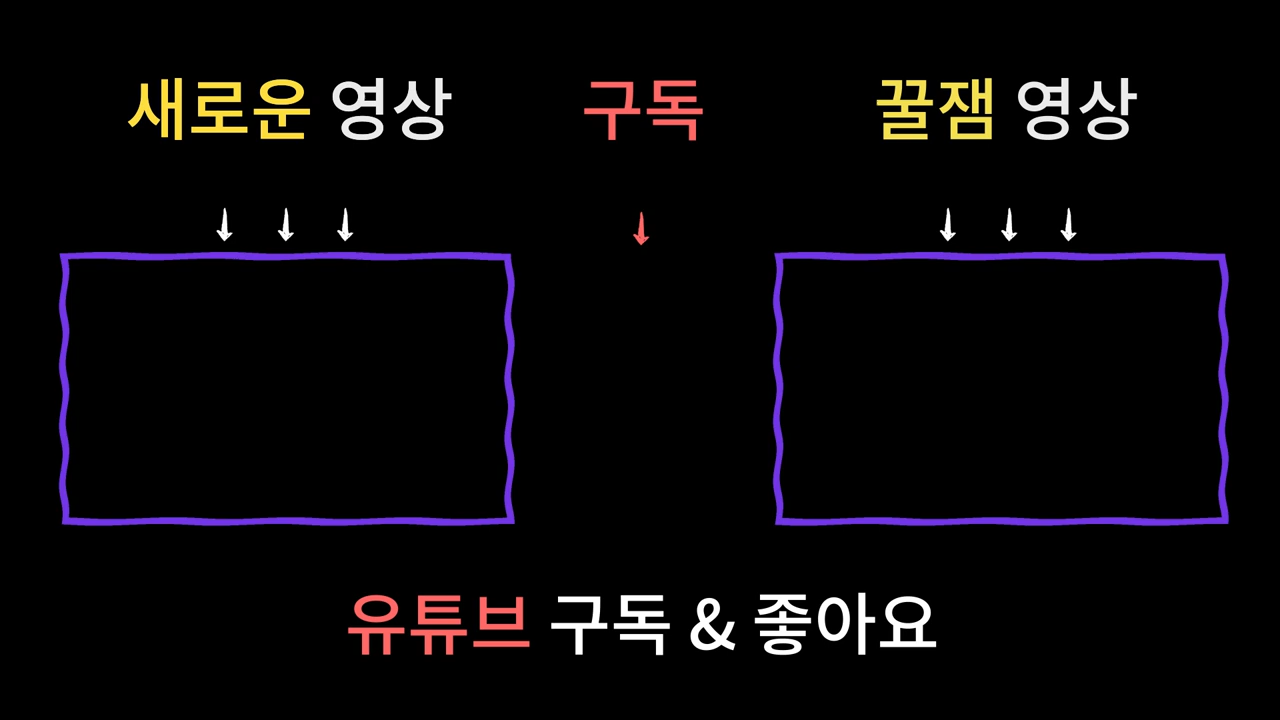 새로운 영상
구독
꿀잼 영상
유튜브 구독 & 좋아요